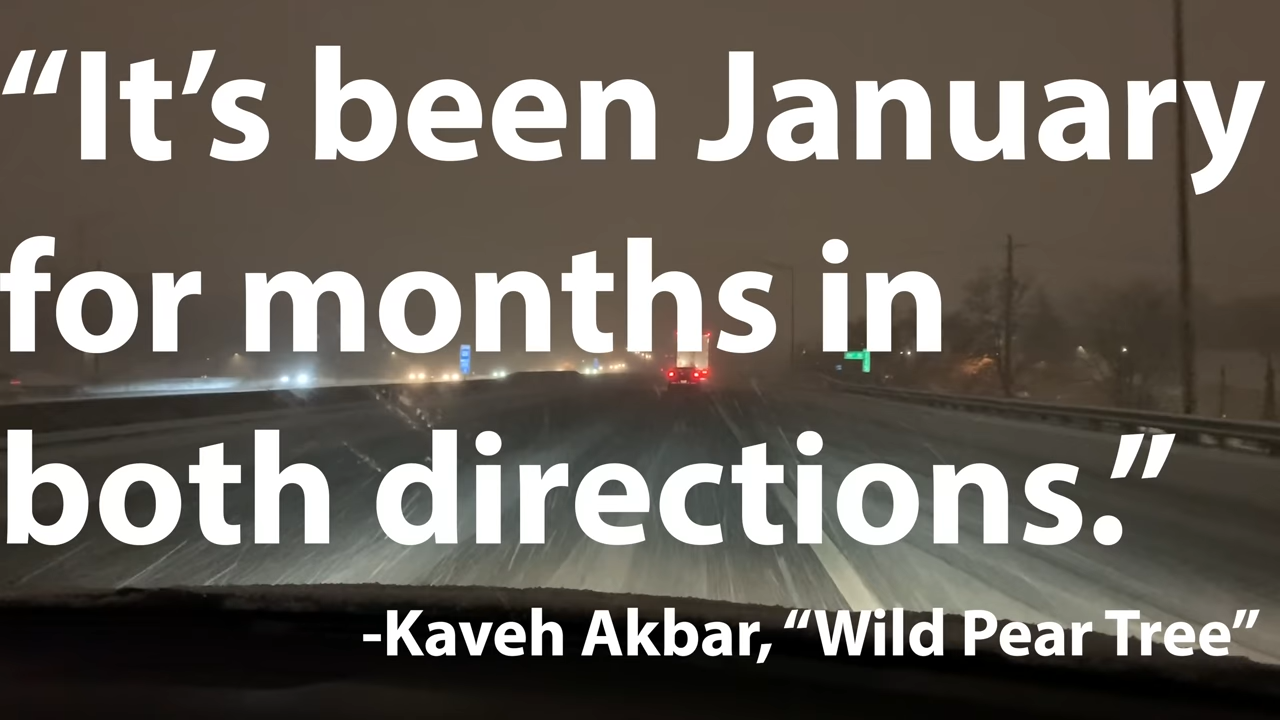 “It’s been January
for months in
both directions.”
-Kaveh Akbar, “Wild Pear Tree”